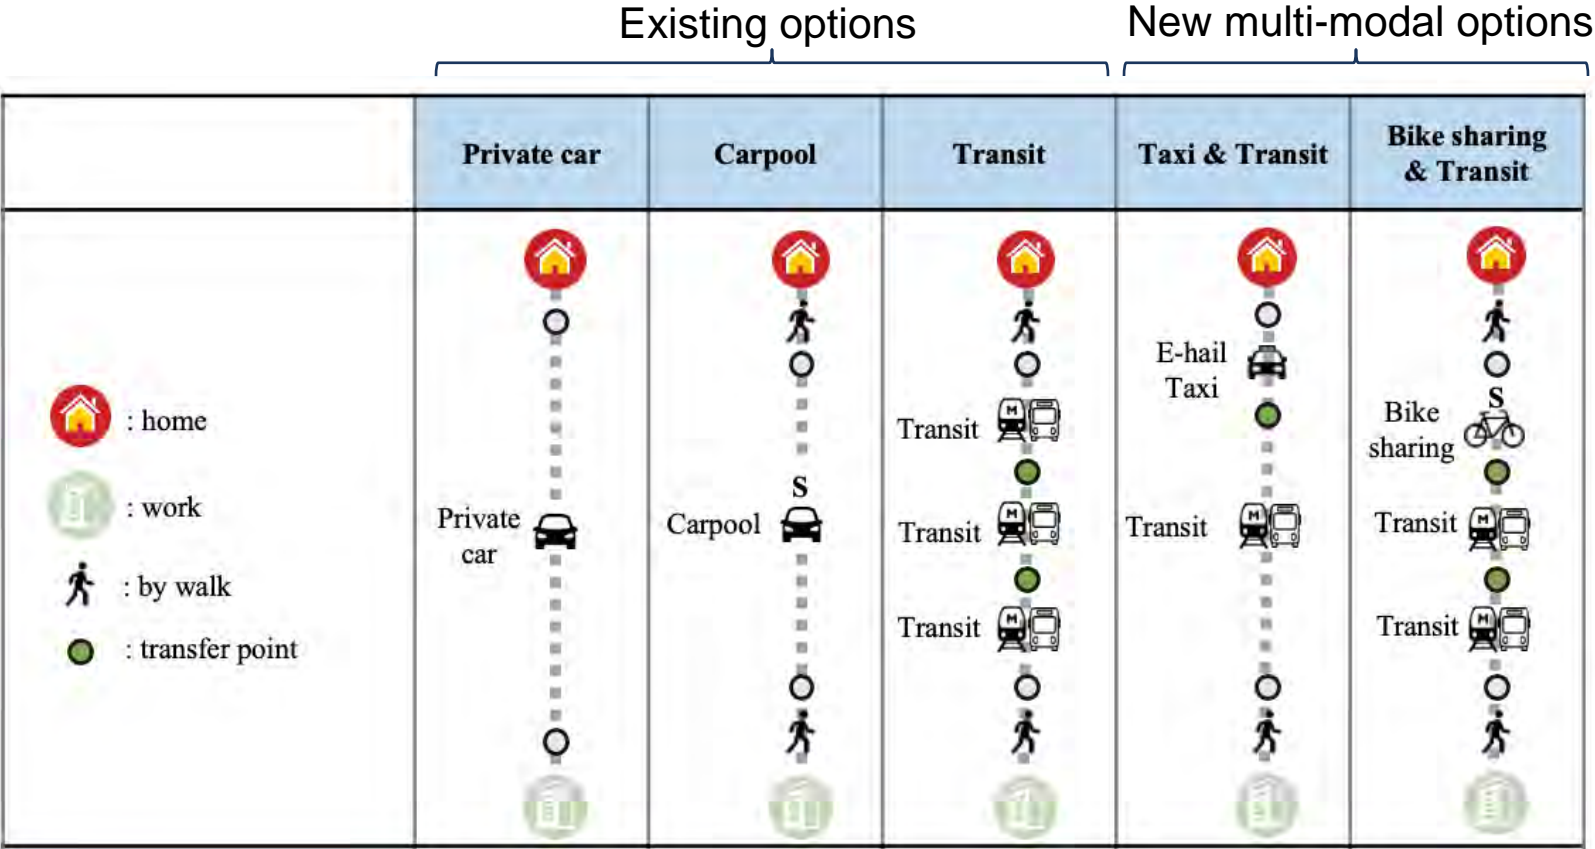 Existing options
New multi-modal options
Private car
Carpool
Transit
Taxi & Transit
Bike sharing
& Transit
: home
: work
: by walk
: transfer point
Private
car
S
Carpool
Transit
M
Transit
M
Transit
M
E-hail
Taxi
Transit
M
S
Bike
sharing
Transit
M
Transit
M